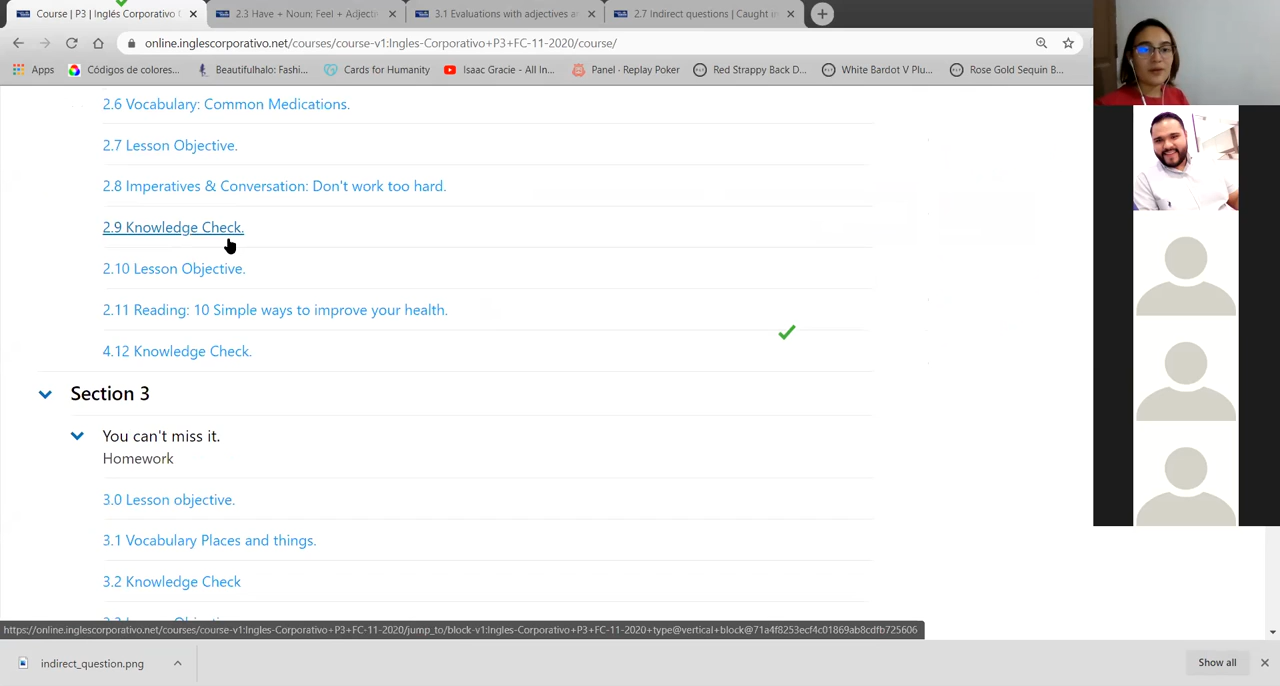 Course | P3 | Inglés Corporativo
2.3 Have + Noun; Feel + Adjecti
3.1 Evaluations with adjectives a
2.7 Indirect questions | Caught i
online.inglescorporativo.net/courses/course-v1:Ingles-Corporativo+P3+FC-11-2020/course/
Apps
Códigos de colores...
Beautifulhalo: Fashi...
Cards for Humanity
Isaac Gracie - All In...
Panel · Replay Poker
Red Strappy Back D...
White Bardot V Plu...
Rose Gold Sequin B...
2.6 Vocabulary: Common Medications.
2.7 Lesson Objective.
2.8 Imperatives & Conversation: Don't work too hard.
2.9 Knowledge Check.
2.10 Lesson Objective.
2.11 Reading: 10 Simple ways to improve your health.
4.12 Knowledge Check.
Section 3
You can't miss it.
Homework
3.0 Lesson objective.
3.1 Vocabulary Places and things.
3.2 Knowledge Check
https://online.inglescorporativo.net/courses/course-v1:Ingles-Corporativo+P3+FC-11-2020/jump_to/block-v1:Ingles-Corporativo+P3+FC-11-2020+type@vertical+block@71a4f8253ecf4c01869ab8cdfb725606
indirect_question.png
Show all